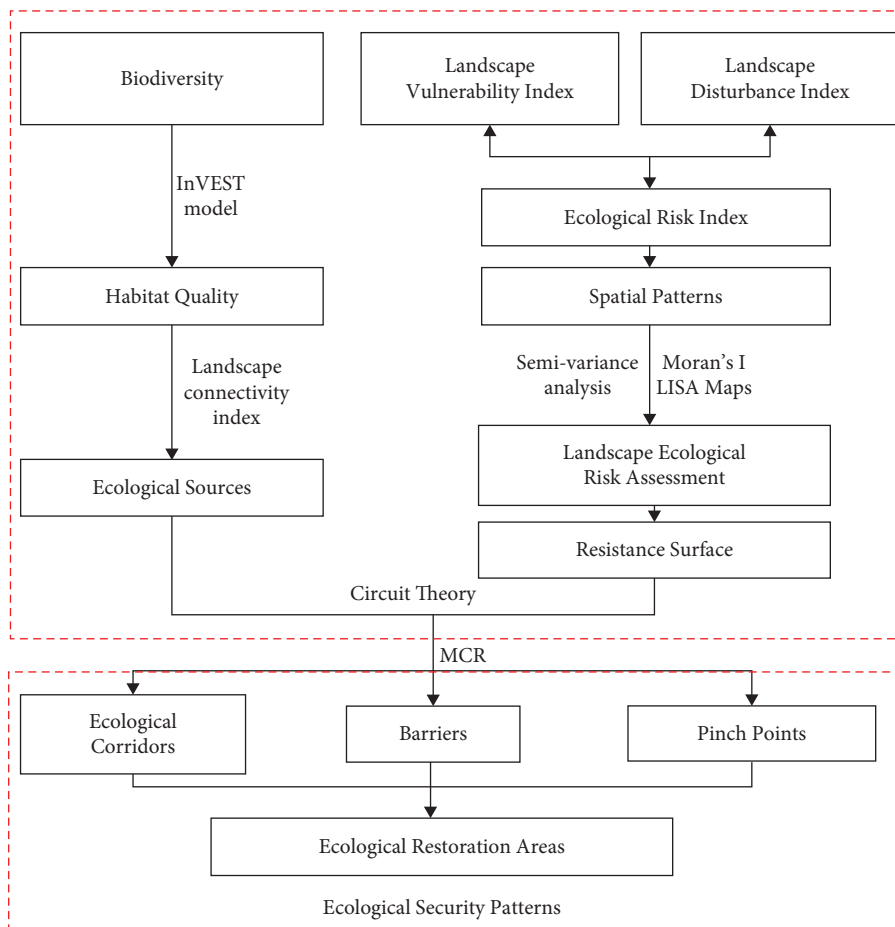 Biodiversity
Landscape
Vulnerability Index
Landscape
Disturbance Index
InVEST
model
Ecological Risk Index
Habitat Quality
Spatial Patterns
Landscape
connectivity
index
Semi-variance
analysis
Moran's I
LISA Maps
Landscape Ecological
Risk Assessment
Ecological Sources
Resistance Surface
Circuit Theory
MCR
Ecological
Corridors
Barriers
Pinch Points
Ecological Restoration Areas
Ecological Security Patterns